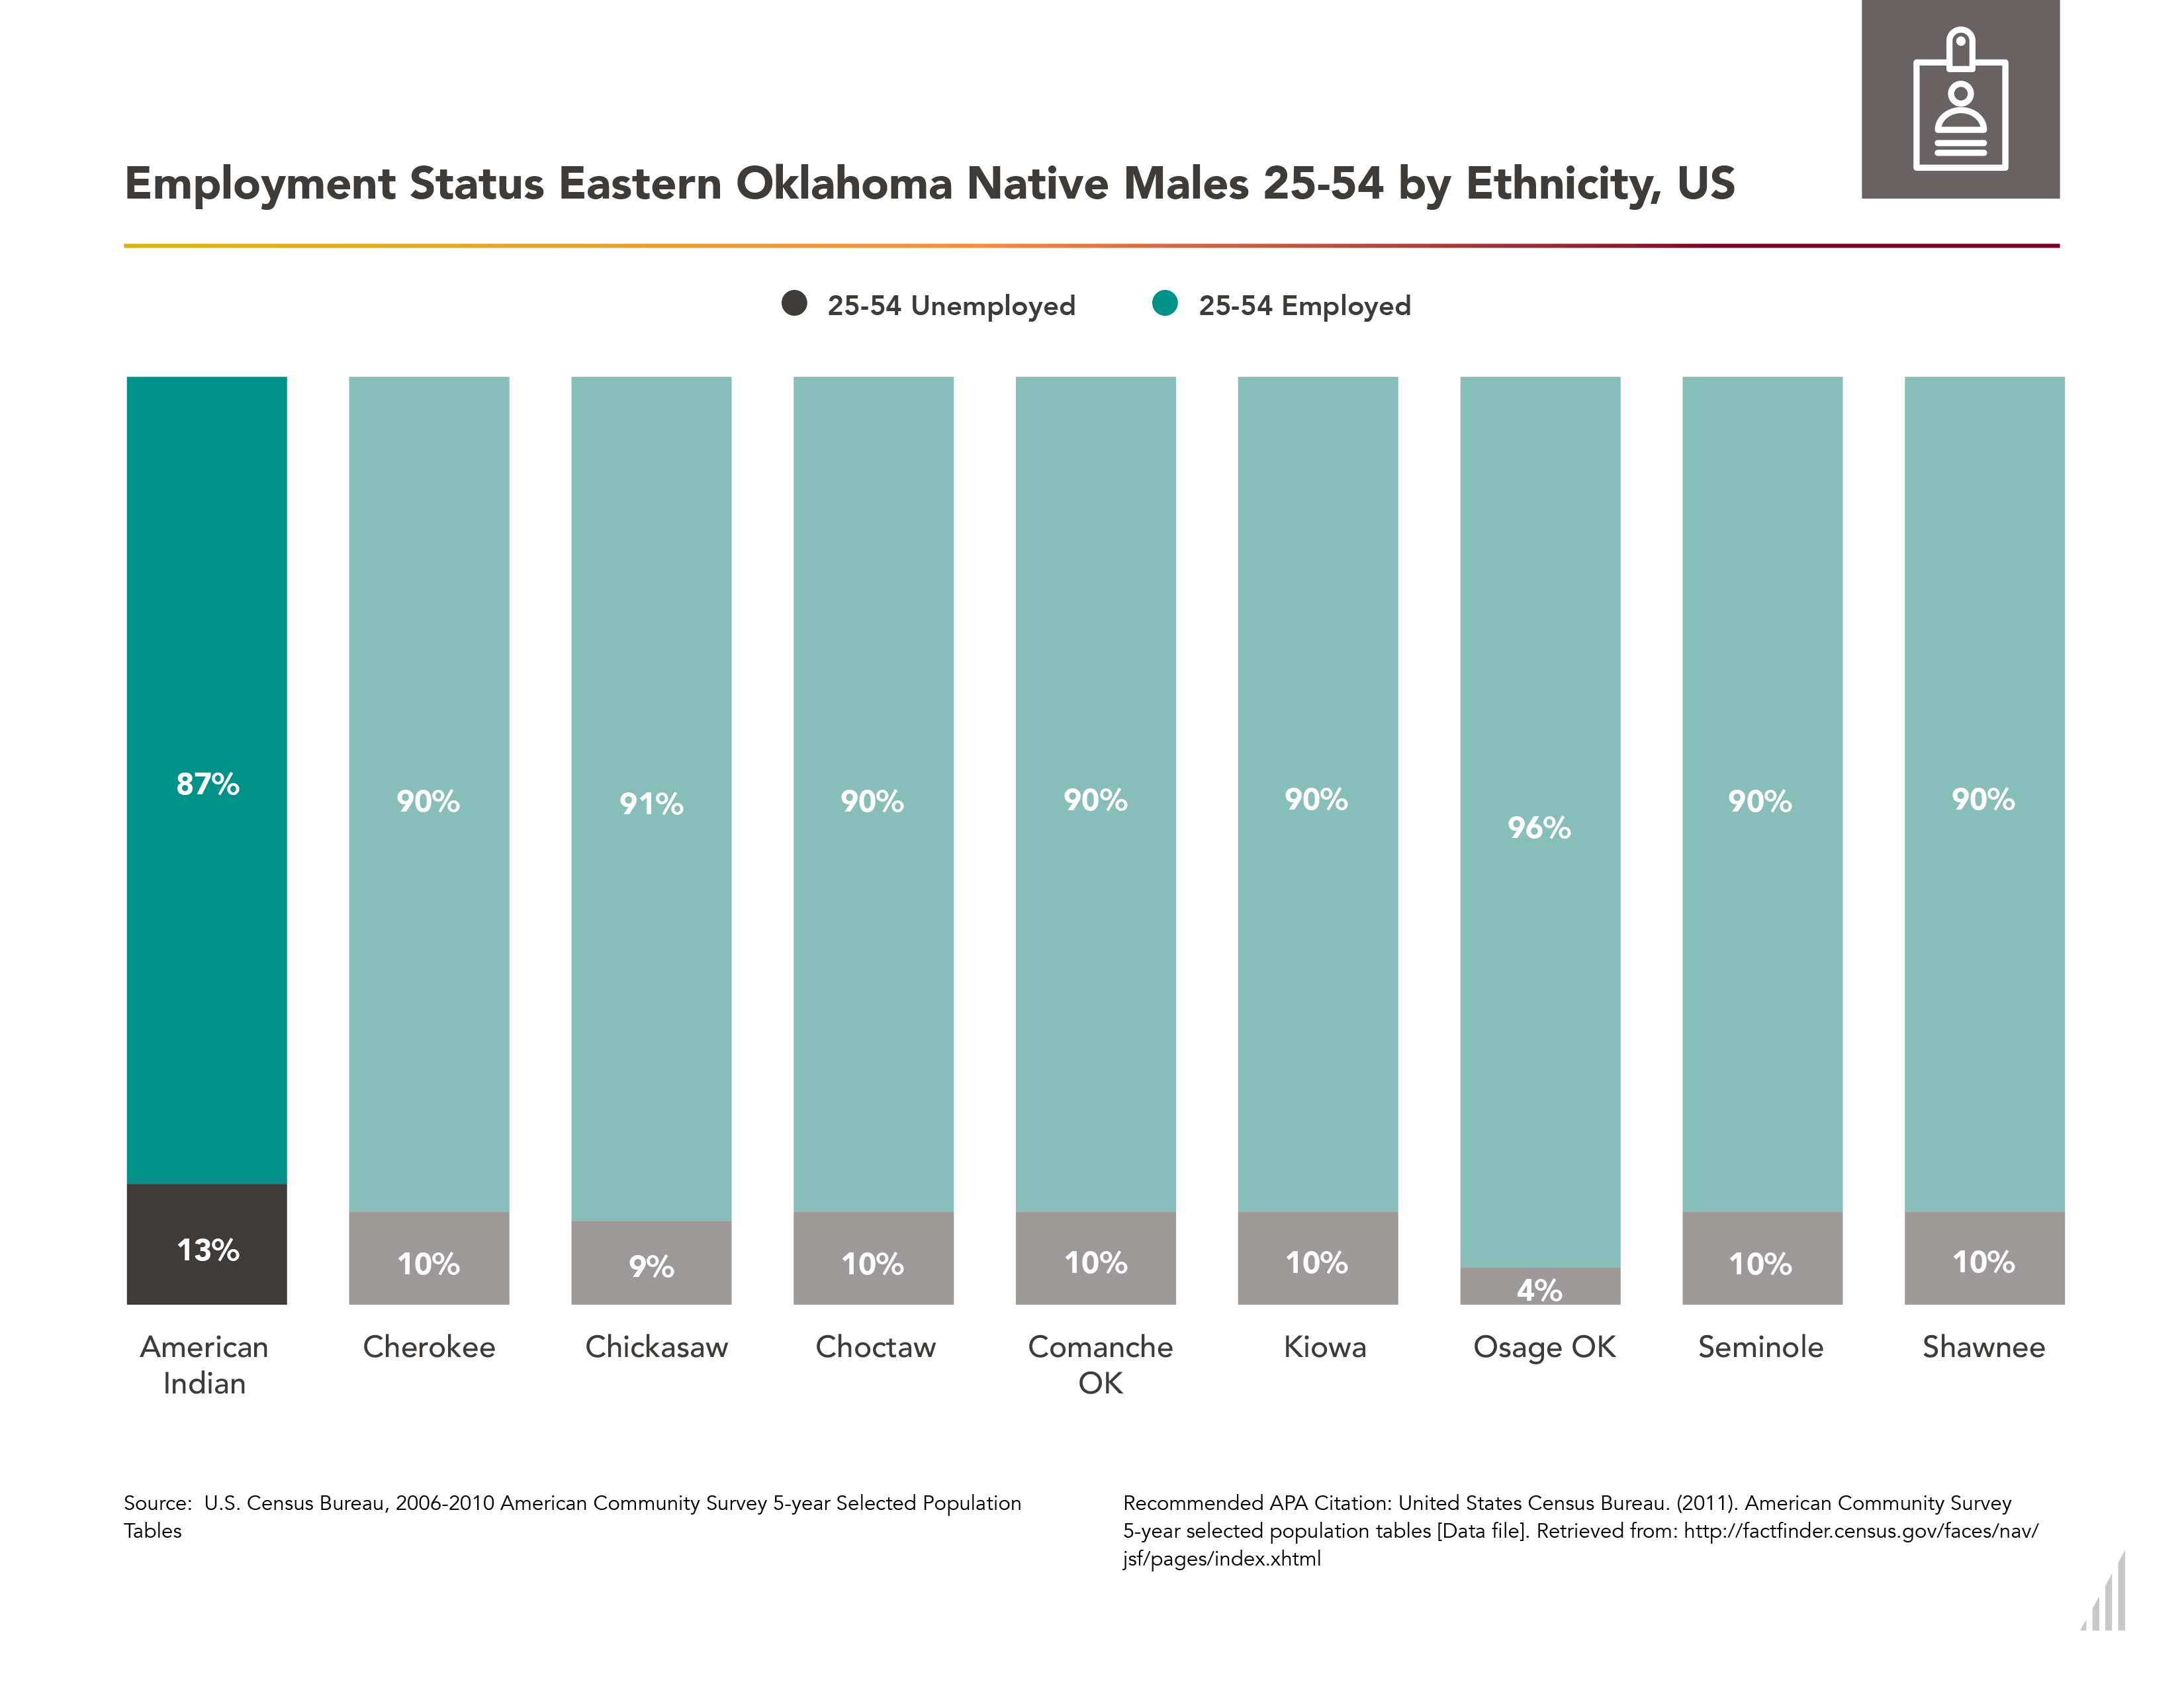 Employment Status Eastern Oklahoma Native Males 25-54 by Ethnicity, US
25-54 Unemployed
25-54 Employed
87%
90%
91%
90%
90%
90%
96%
90%
90%
13%
10%
9%
10%
10%
10%
4%
10%
10%
American
Indian
Cherokee
Chickasaw
Choctaw
Comanche
OK
Kiowa
Osage OK
Seminole
Shawnee
Source:  U.S. Census Bureau, 2006-2010 American Community Survey 5-year Selected Population
Tables
Recommended APA Citation: United States Census Bureau. (2011). American Community Survey
5-year selected population tables [Data file]. Retrieved from: http://factfinder.census.gov/faces/nav/
jsf/pages/index.xhtml